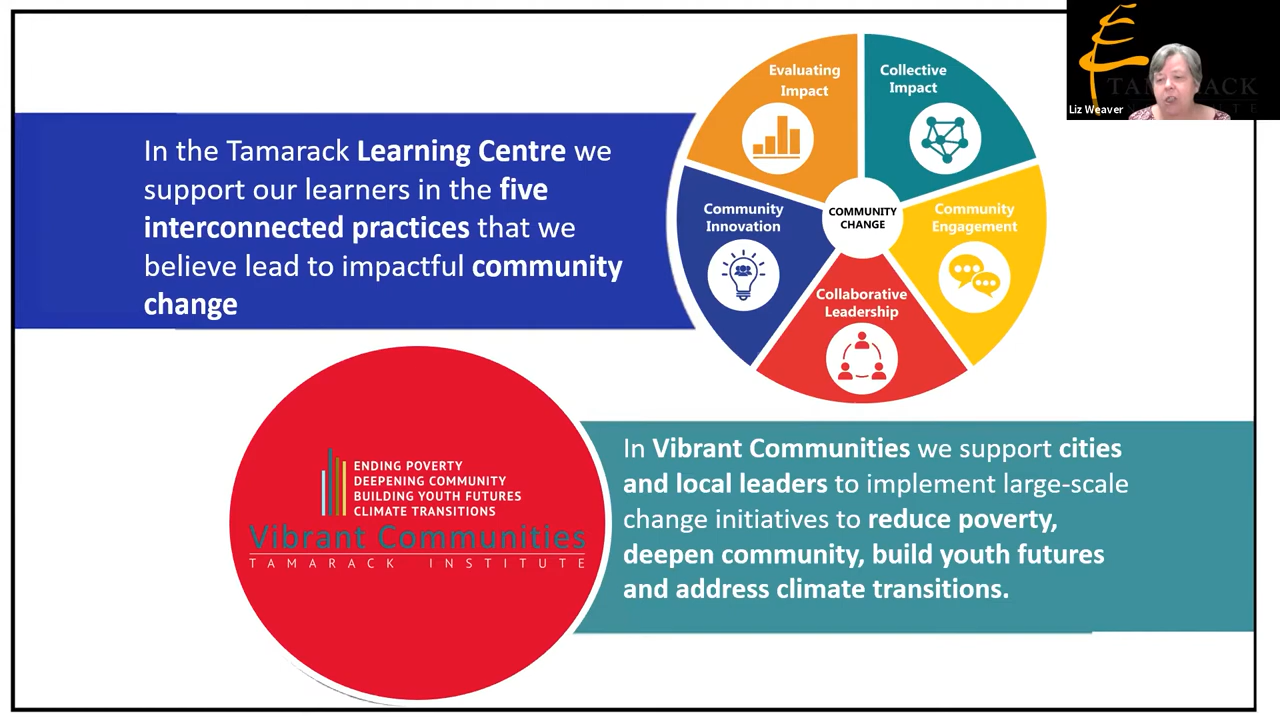 In the Tamarack Learning Centre we
support our learners in the five
interconnected practices that we
believe lead to impactful community
change
Evaluating
Impact
Collective
Impact
Community
Innovation
COMMUNITY
CHANGE
Community
Engagement
Collaborative
Leadership
TAMARACK
INSTITUTE
Liz Weaver
ENDING POVERTY
DEEPENING COMMUNITY
BUILDING YOUTH FUTURES
CLIMATE TRANSITIONS
Vibrant Communities
TAMARACK INSTITUTE
In Vibrant Communities we support cities
and local leaders to implement large-scale
change initiatives to reduce poverty,
deepen community, build youth futures
and address climate transitions.